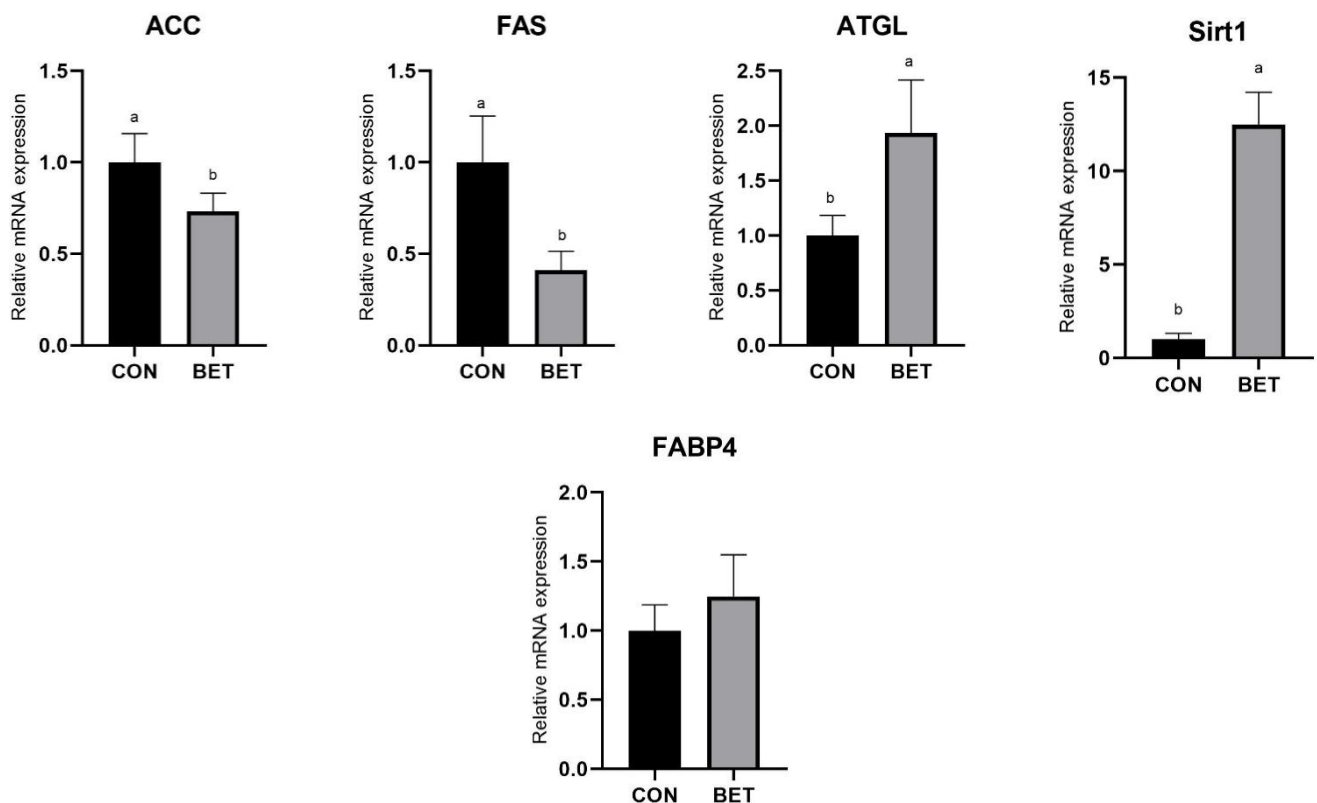 ACC
Relative mRNA expression
1.5
1.0
0.5
0.0
a
b
CON BET
FAS
Relative mRNA expression
1.5
1.0
0.5
0.0
a
b
CON BET
ATGL
Relative mRNA expression
2.5
2.0
1.5
1.0
0.5
0.0
b
a
CON BET
Sirt1
Relative mRNA expression
15
10
5
0
b
a
CON BET
FABP4
Relative mRNA expression
2.0
1.5
1.0
0.5
0.0
CON BET